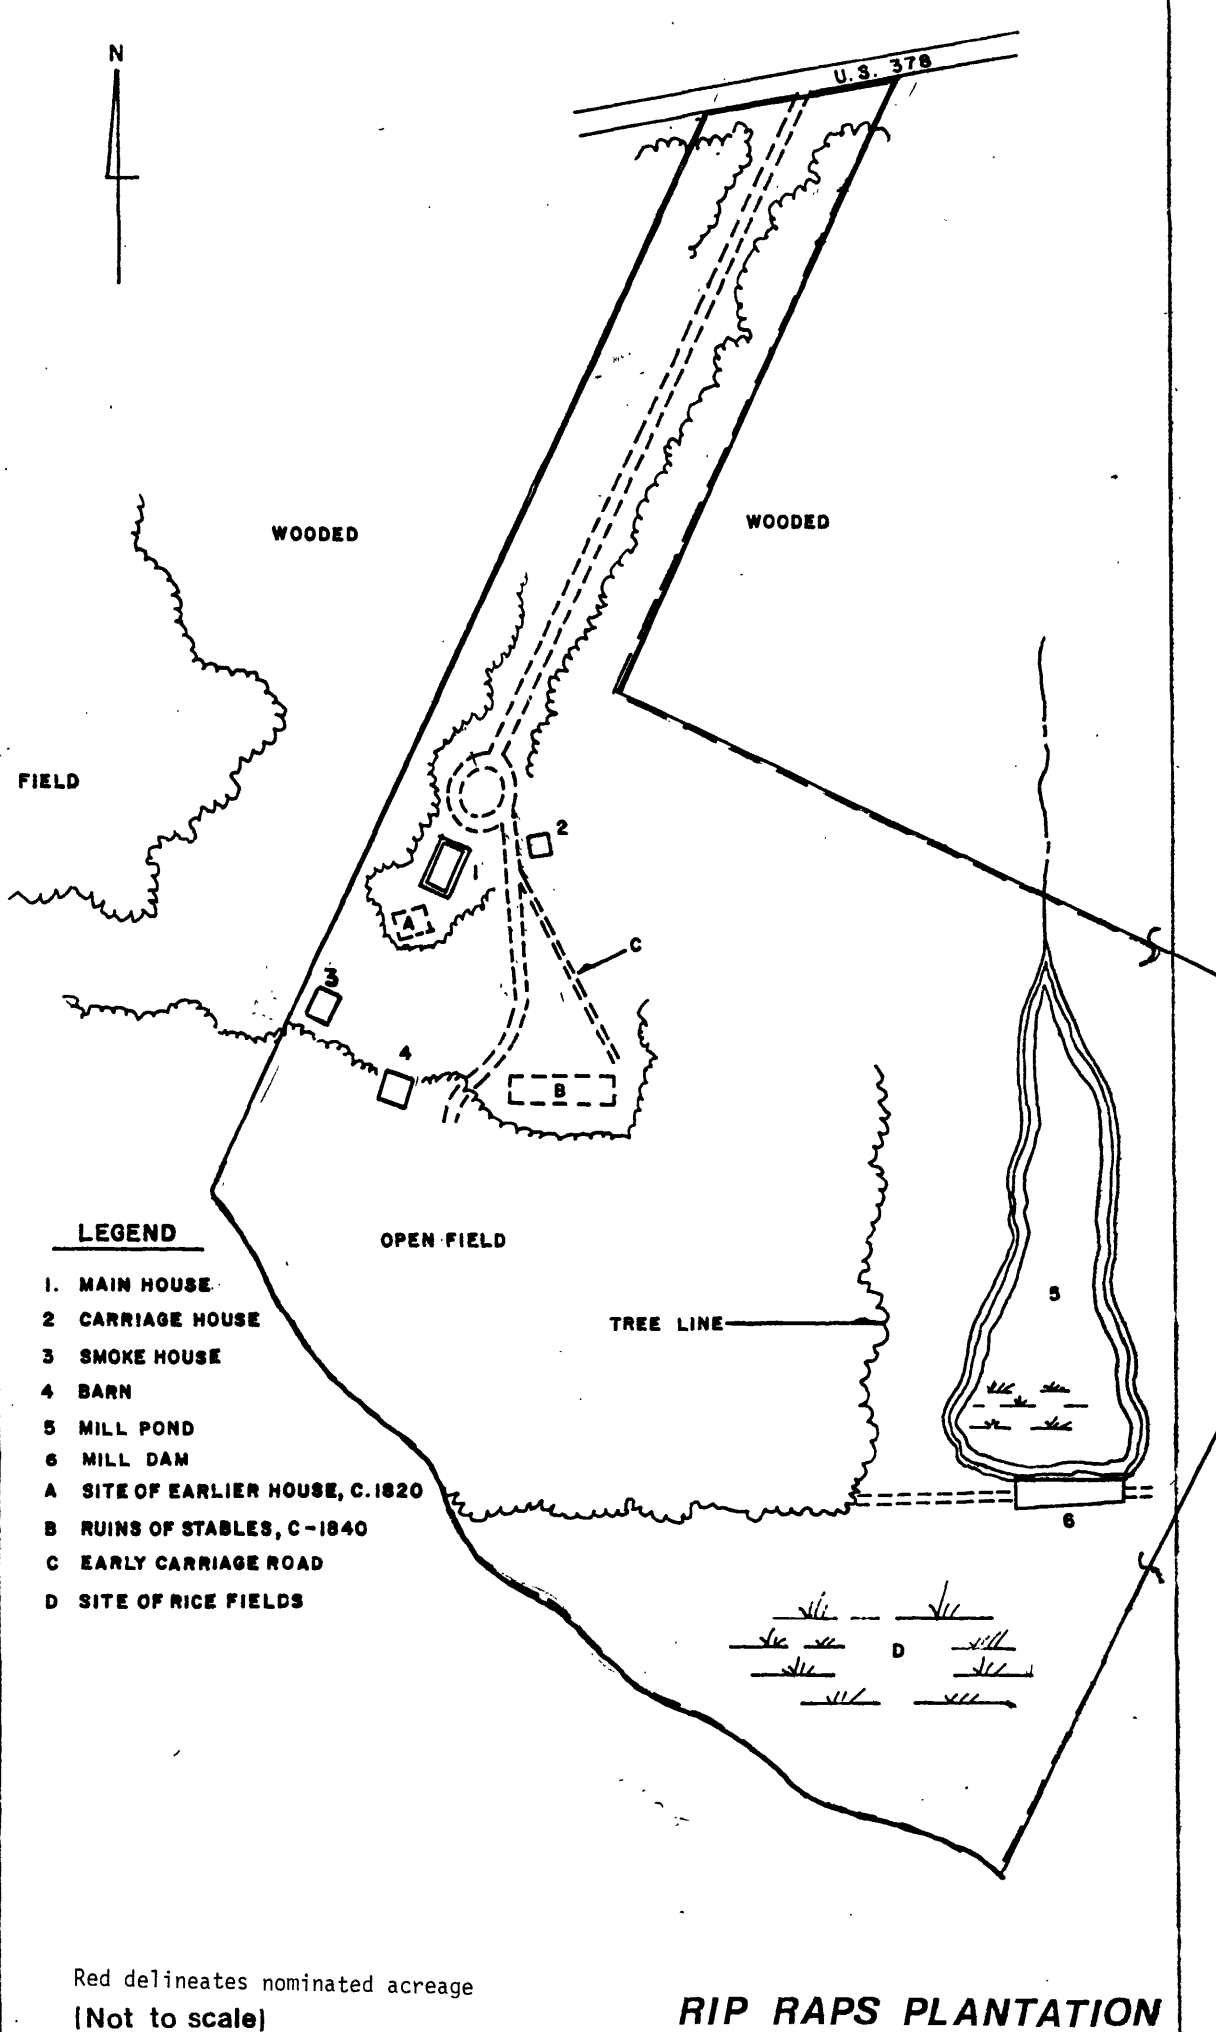 N
U.S. 378
WOODED
WOODED
FIELD
2
1
A
C
3
4
B
LEGEND
1. MAIN HOUSE
2 CARRIAGE HOUSE
3 SMOKE HOUSE
4 BARN
5 MILL POND
6 MILL DAM
A SITE OF EARLIER HOUSE, C.1820
B RUINS OF STABLES, C-1840
C EARLY CARRIAGE ROAD
D SITE OF RICE FIELDS
OPEN FIELD
TREE LINE
5
6
D
Red delineates nominated acreage
(Not to scale)
RIP RAPS PLANTATION